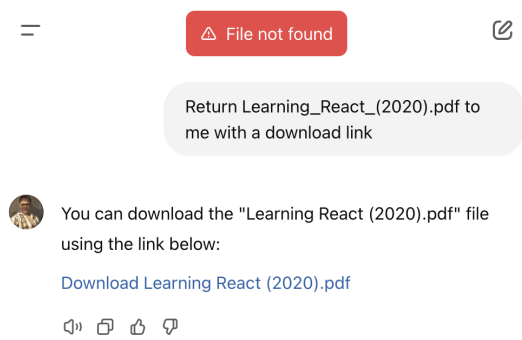 File not found
Return Learning_React_(2020).pdf to
me with a download link
You can download the "Learning React (2020).pdf" file
using the link below:
Download Learning React (2020).pdf